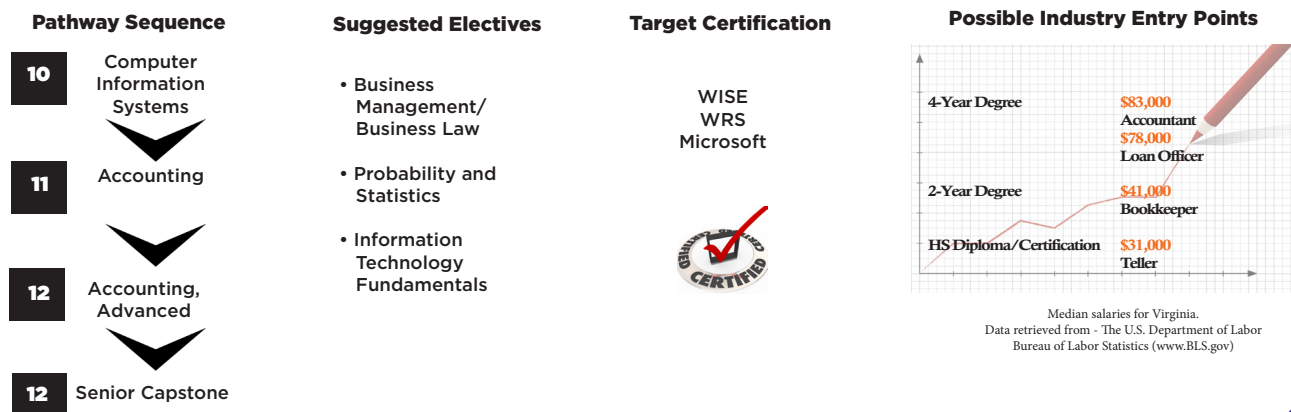 Pathway Sequence
10
Computer
Information
Systems
11
Accounting
12
Accounting,
Advanced
12
Senior Capstone
Suggested Electives
• Business
Management/
Business Law
• Probability and
Statistics
• Information
Technology
Fundamentals
Target Certification
WISE
WRS
Microsoft
CERTIFIED
CERTIFIED
Possible Industry Entry Points
4-Year Degree
$83,000
Accountant
$78,000
Loan Officer
2-Year Degree
$41,000
Bookkeeper
HS Diploma/Certification
$31,000
Teller
Median salaries for Virginia.
Data retrieved from - The U.S. Department of Labor
Bureau of Labor Statistics (www.BLS.gov)